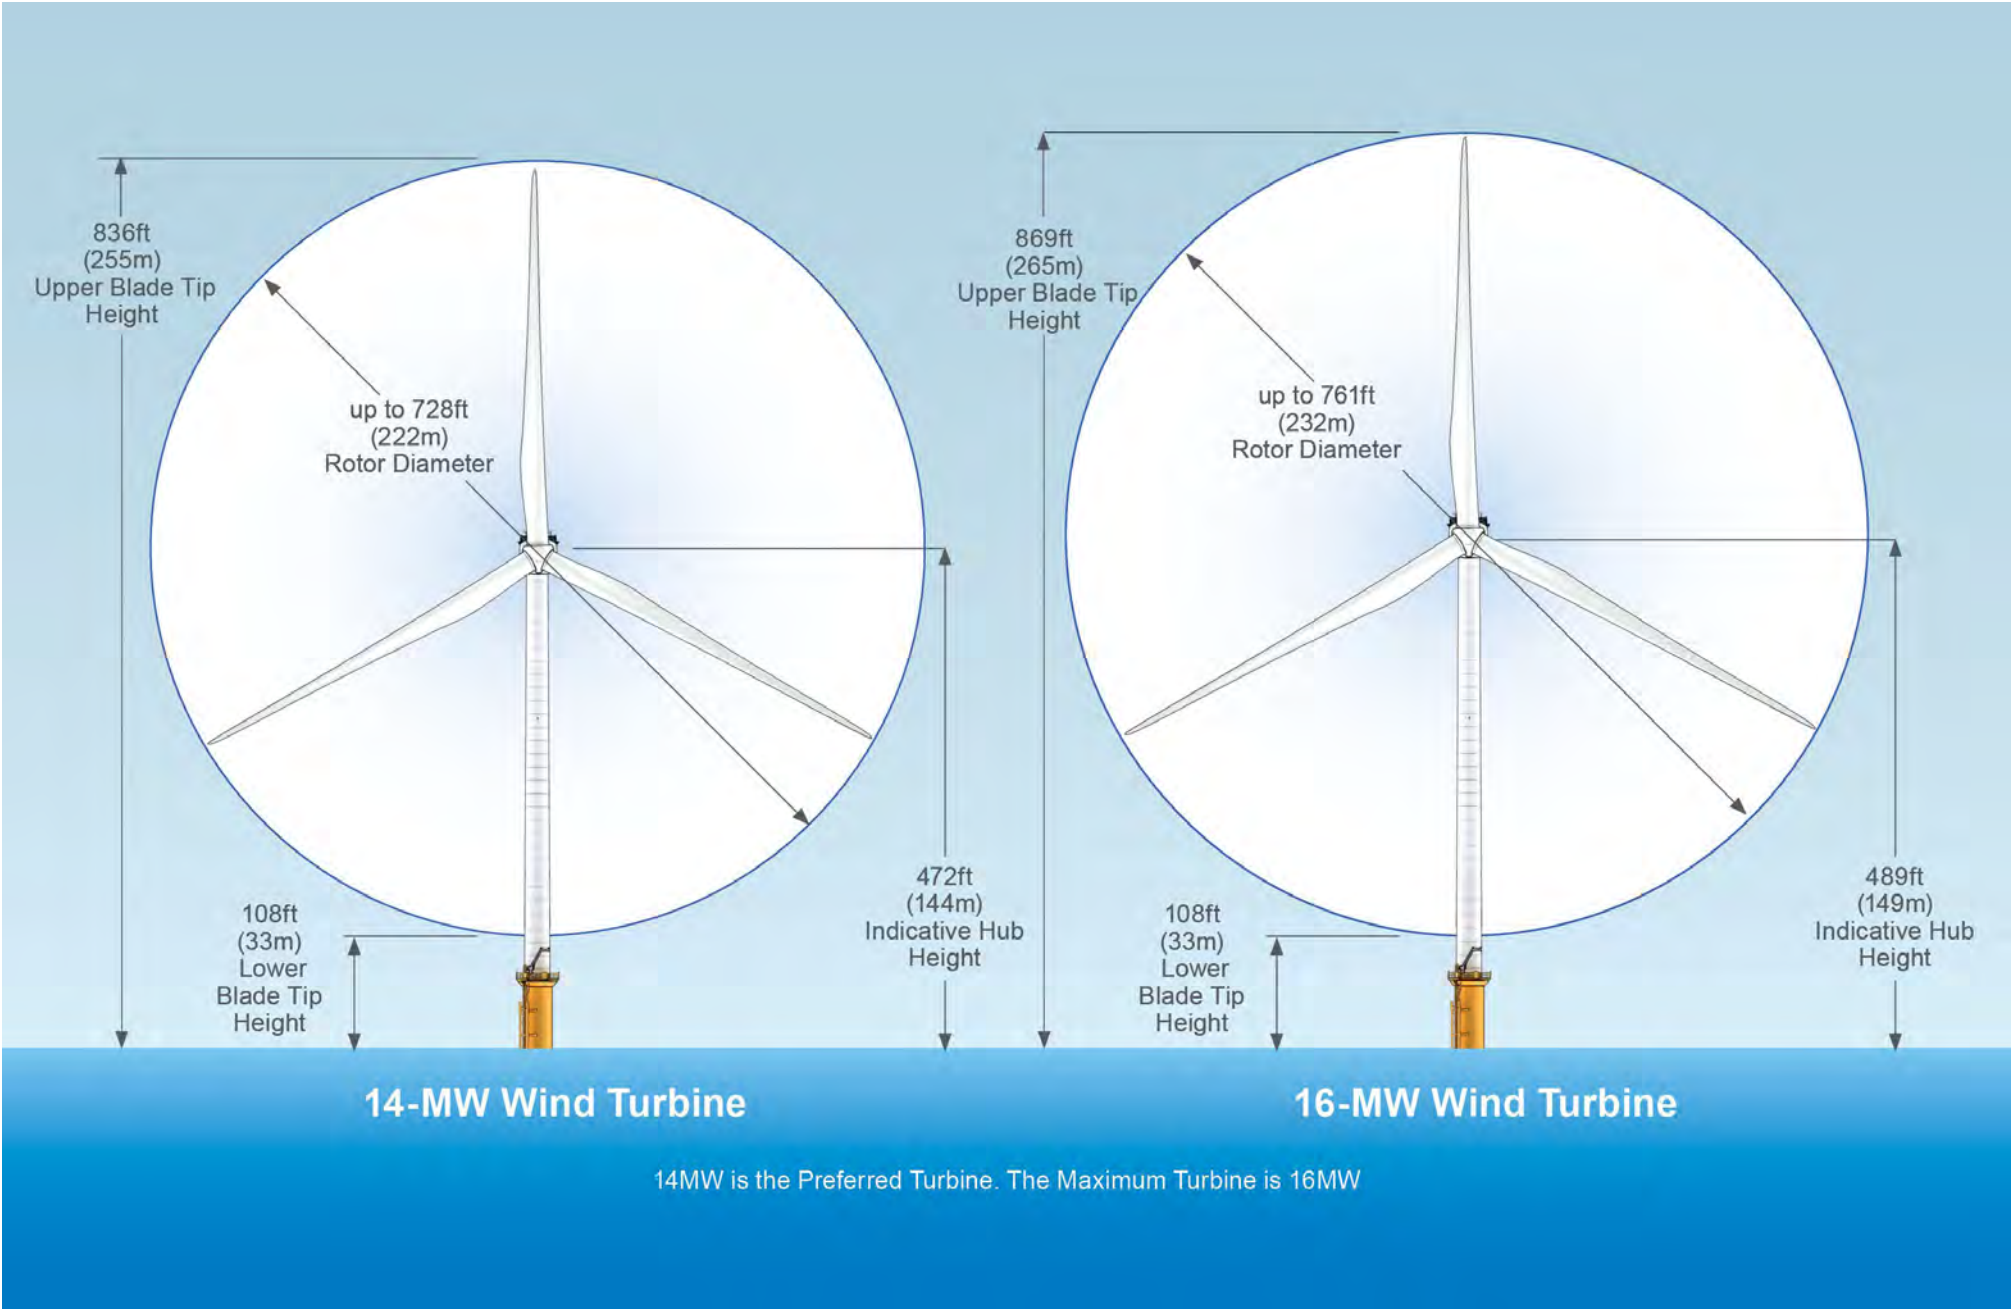 836ft
(255m)
Upper Blade Tip
Height
up to 728ft
(222m)
Rotor Diameter
472ft
(144m)
Indicative Hub
Height
108ft
(33m)
Lower
Blade Tip
Height
869ft
(265m)
Upper Blade Tip
Height
up to 761ft
(232m)
Rotor Diameter
489ft
(149m)
Indicative Hub
Height
108ft
(33m)
Lower
Blade Tip
Height
14-MW Wind Turbine
16-MW Wind Turbine
14MW is the Preferred Turbine. The Maximum Turbine is 16MW